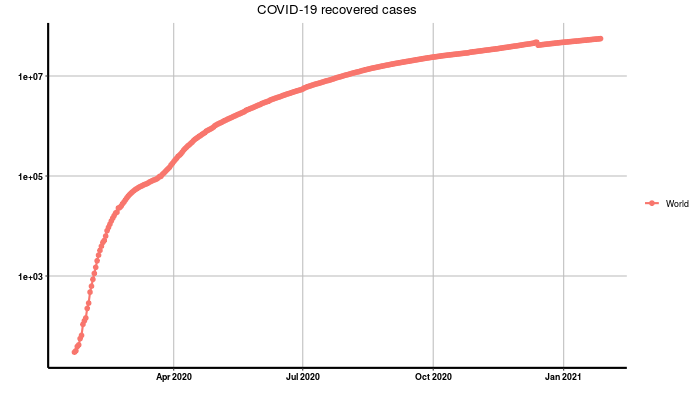 COVID-19 recovered cases
1e+07
1e+05
1e+03
World
Apr 2020
Jul 2020
Oct 2020
Jan 2021